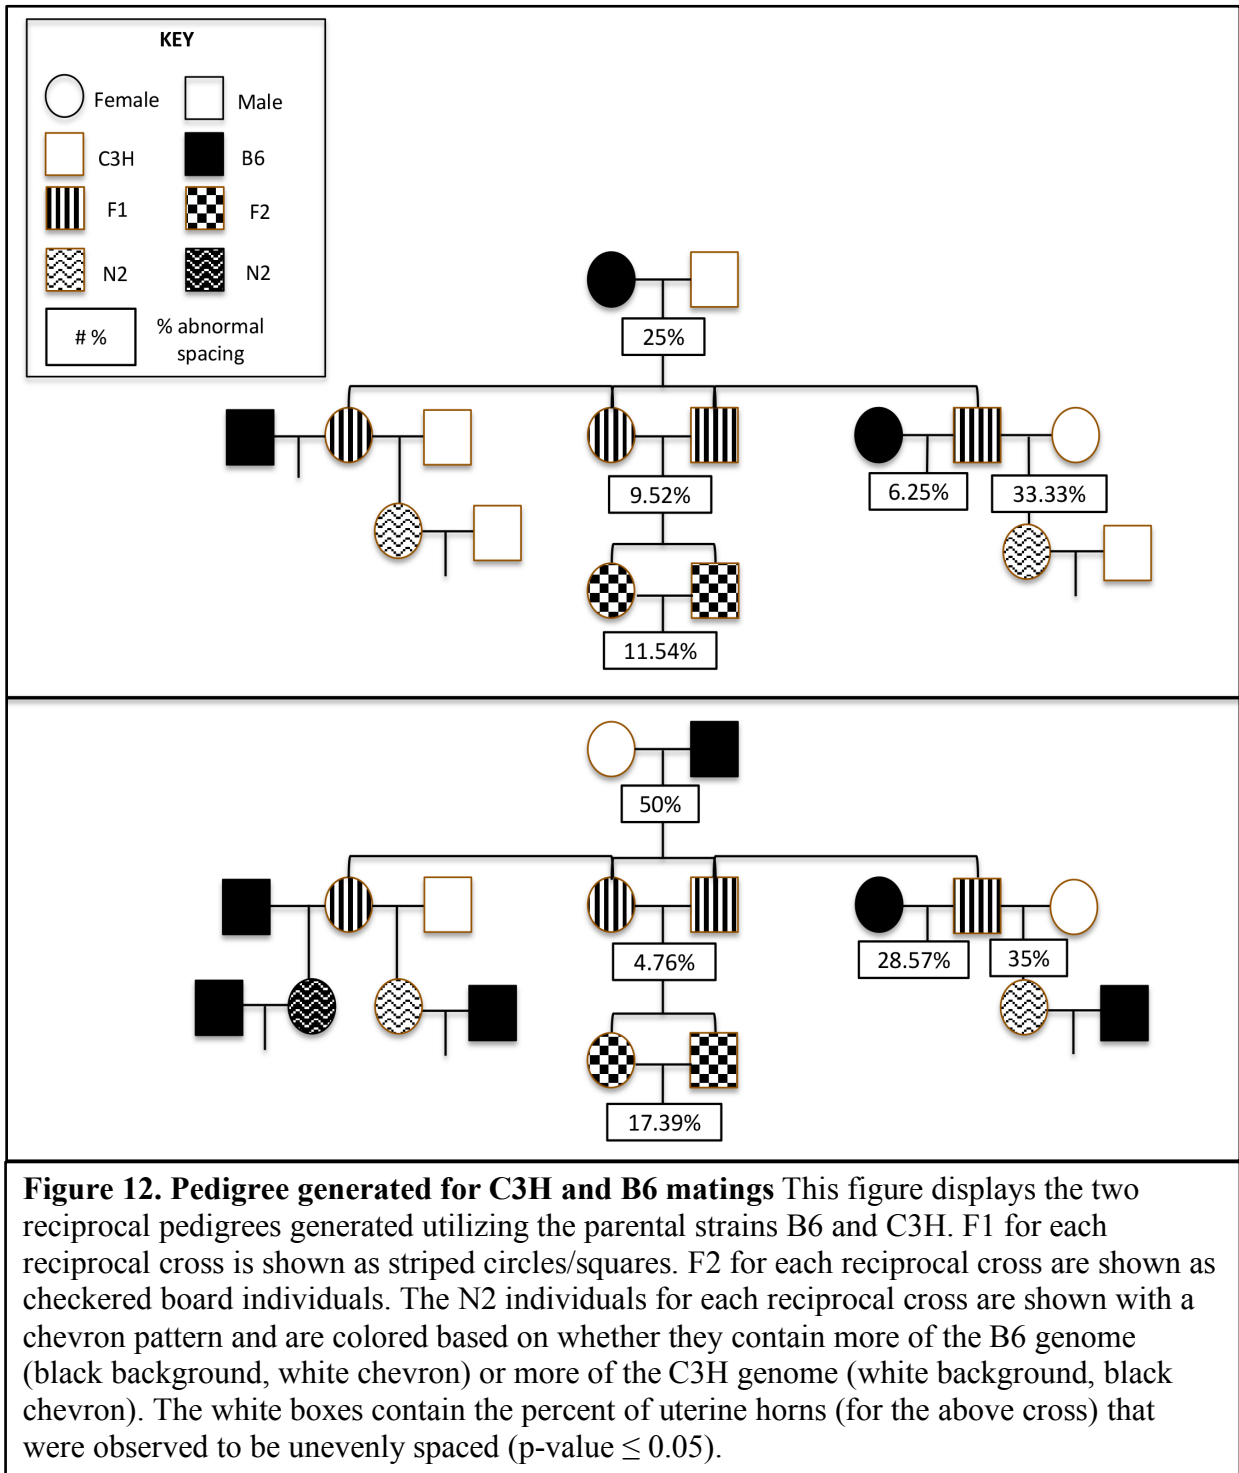 KEY
Female Male
C3H B6
F1 F2
N2 N2
# % % abnormal
spacing
25%
9.52%
6.25% 33.33%
11.54%
50%
4.76%
28.57% 35%
17.39%
Figure 12. Pedigree generated for C3H and B6 matings This figure displays the two
reciprocal pedigrees generated utilizing the parental strains B6 and C3H. F1 for each
reciprocal cross is shown as striped circles/squares. F2 for each reciprocal cross are shown as
checkered board individuals. The N2 individuals for each reciprocal cross are shown with a
chevron pattern and are colored based on whether they contain more of the B6 genome
(black background, white chevron) or more of the C3H genome (white background, black
chevron). The white boxes contain the percent of uterine horns (for the above cross) that
were observed to be unevenly spaced (p-value ≤ 0.05).